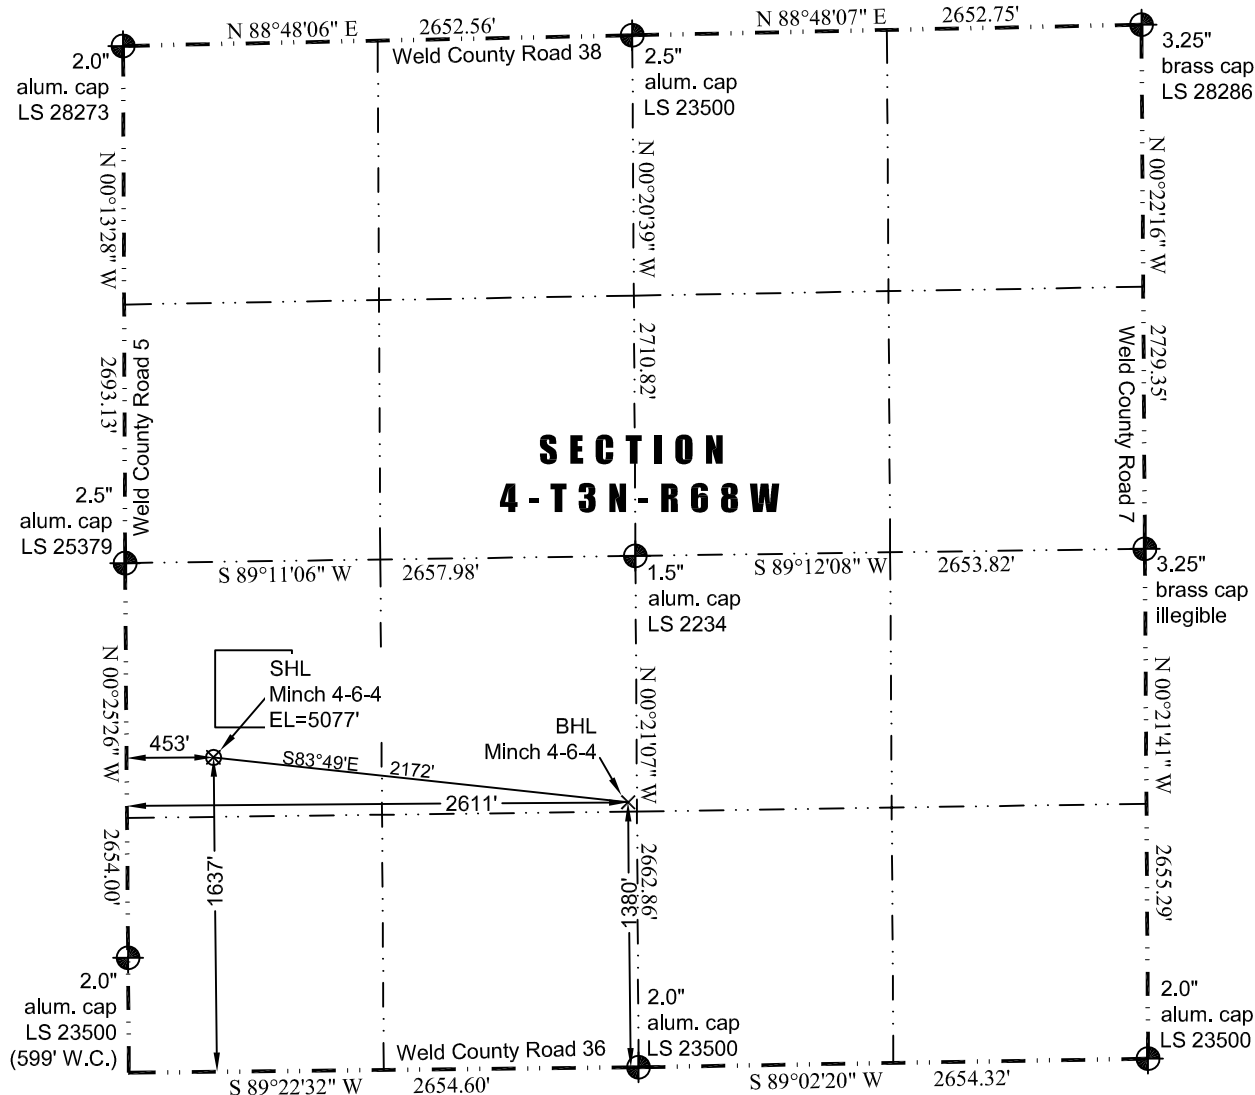 N 88°48'06" E
2652.56'
N 88°48'07" E
2652.75'
Weld County Road 38
2.0"
alum. cap
LS 28273
2.5"
alum. cap
LS 23500
3.25"
brass cap
LS 28286
N 00°13'28" W
2693.13'
N 00°20'39" W
2710.82'
N 00°22'16" W
2729.35'
Weld County Road 5
Weld County Road 7
SECTION
4-T3N-R68W
2.5"
alum. cap
LS 25379
S 89°11'06" W
2657.98'
1.5"
alum. cap
LS 2234
S 89°12'08" W
2653.82'
3.25"
brass cap
illegible
N 00°25'26" W
2654.00'
SHL
Minch 4-6-4
EL=5077'
453'
S83°49'E
2172'
BHL
Minch 4-6-4
2611'
N 00°21'07" W
2662.86'
N 00°21'41" W
2655.29'
1637'
1380'
2.0"
alum. cap
LS 23500
(599' W.C.)
Weld County Road 36
2.0"
alum. cap
LS 23500
2.0"
alum. cap
LS 23500
S 89°22'32" W
2654.60'
S 89°02'20" W
2654.32'